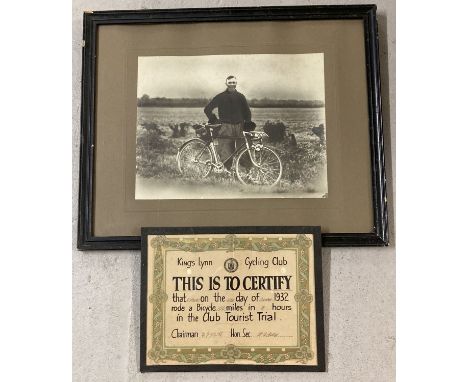 Kings Lynn Cycling Club
THIS IS TO CERTIFY
that on the day of 1932
rode a Bicycle miles in hours
in the Club Tourist Trial
Chairman Hon. Sec.